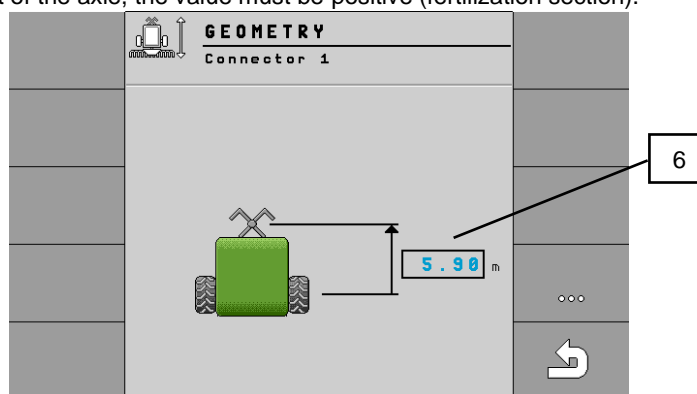 of the axle, the value must be positive (fertilization section).
GEOMETRY
Connector 1
6
5.90 m